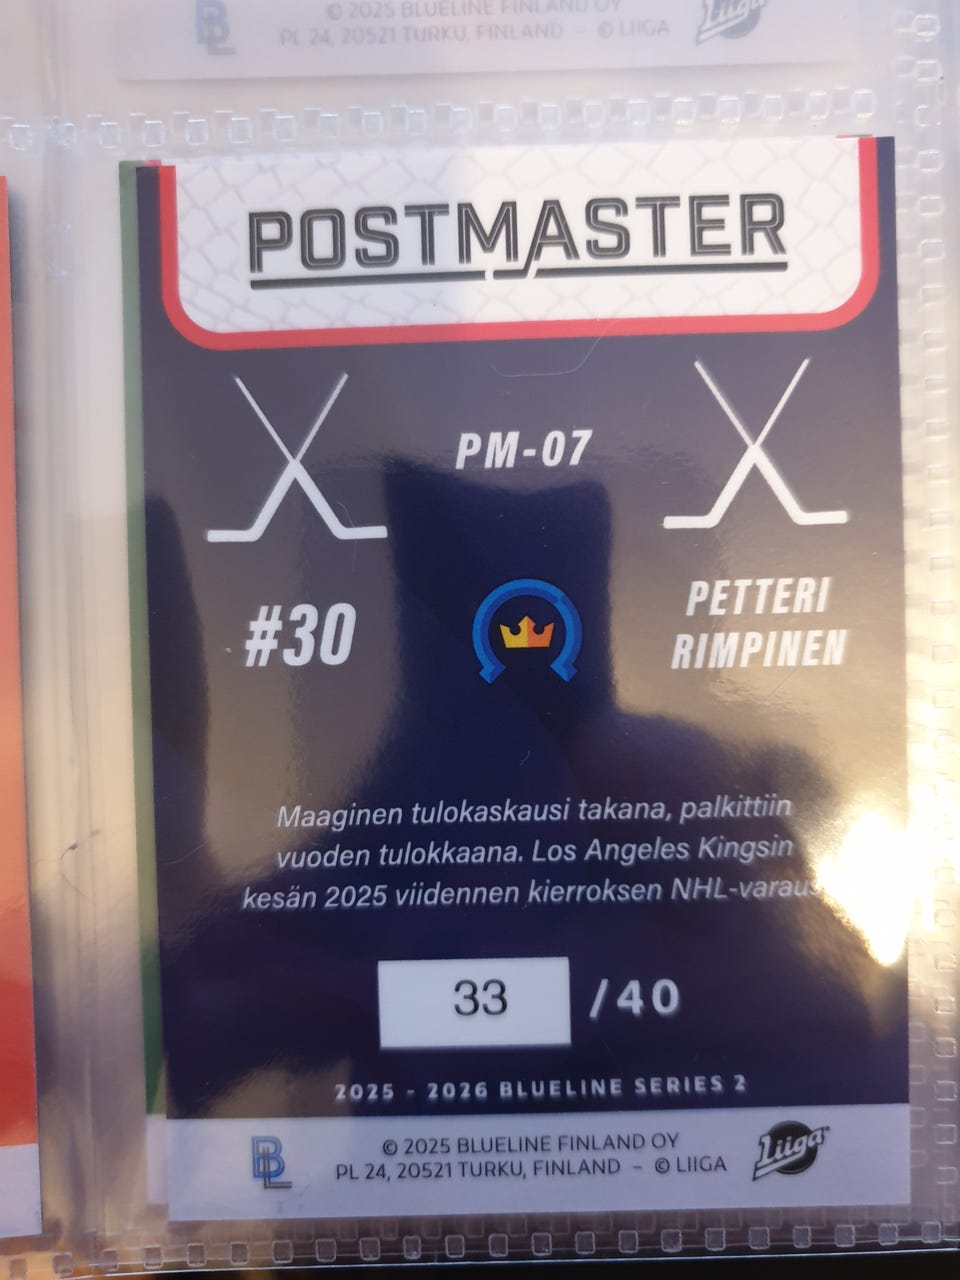 © 2025 BLUELINE FINLAND OY
PL 24, 20521 TURKU, FINLAND – © LIIGA
BL
Liiga
POSTMASTER
PM-07
#30
PETTERI
RIMPINEN
Maaginen tulokaskausi takana, palkittiin
vuoden tulokkaana. Los Angeles Kingsin
kesän 2025 viidennen kierroksen NHL-varaus
33 /40
2025 - 2026 BLUELINE SERIES 2
BL
© 2025 BLUELINE FINLAND OY
PL 24, 20521 TURKU, FINLAND – © LIIGA
Liiga